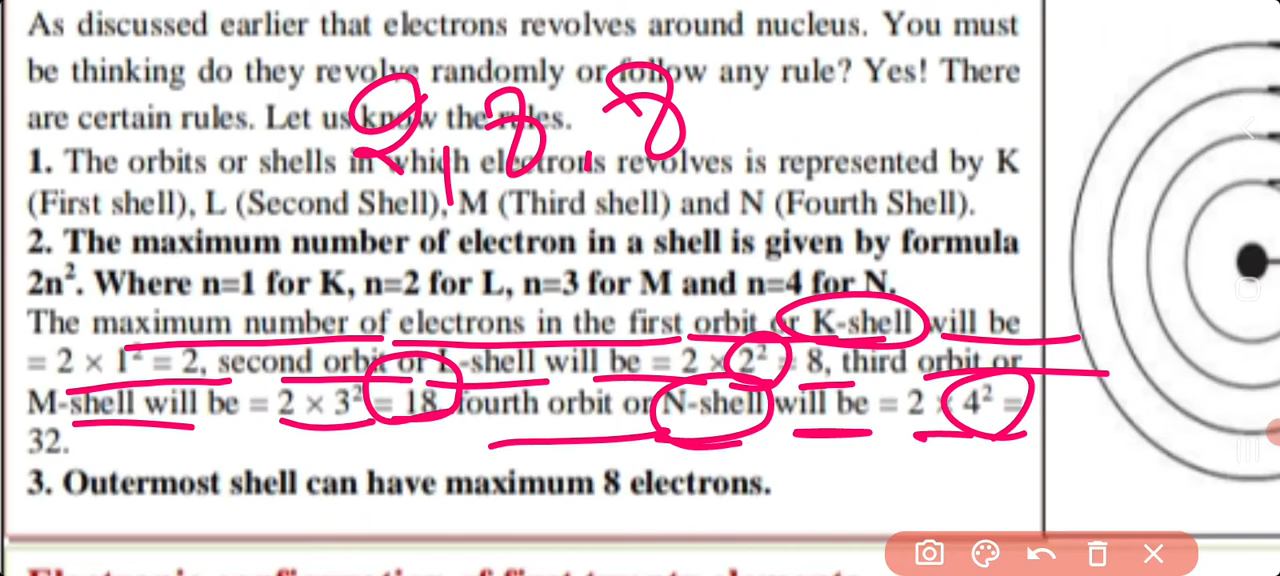 As discussed earlier that electrons revolves around nucleus. You must
be thinking do they revolve randomly or follow any rule? Yes! There
are certain rules. Let us know the rules.
2, 8, 8
1. The orbits or shells in which electrons revolves is represented by K
(First shell), L (Second Shell), M (Third shell) and N (Fourth Shell).
2. The maximum number of electron in a shell is given by formula
2n². Where n=1 for K, n=2 for L, n=3 for M and n=4 for N.
The maximum number of electrons in the first orbit or K-shell will be
= 2 × 1² = 2, second orbit or L-shell will be = 2 × 2² = 8, third orbit or
M-shell will be = 2 × 3² = 18, fourth orbit or N-shell will be = 2 × 4² =
32.
3. Outermost shell can have maximum 8 electrons.